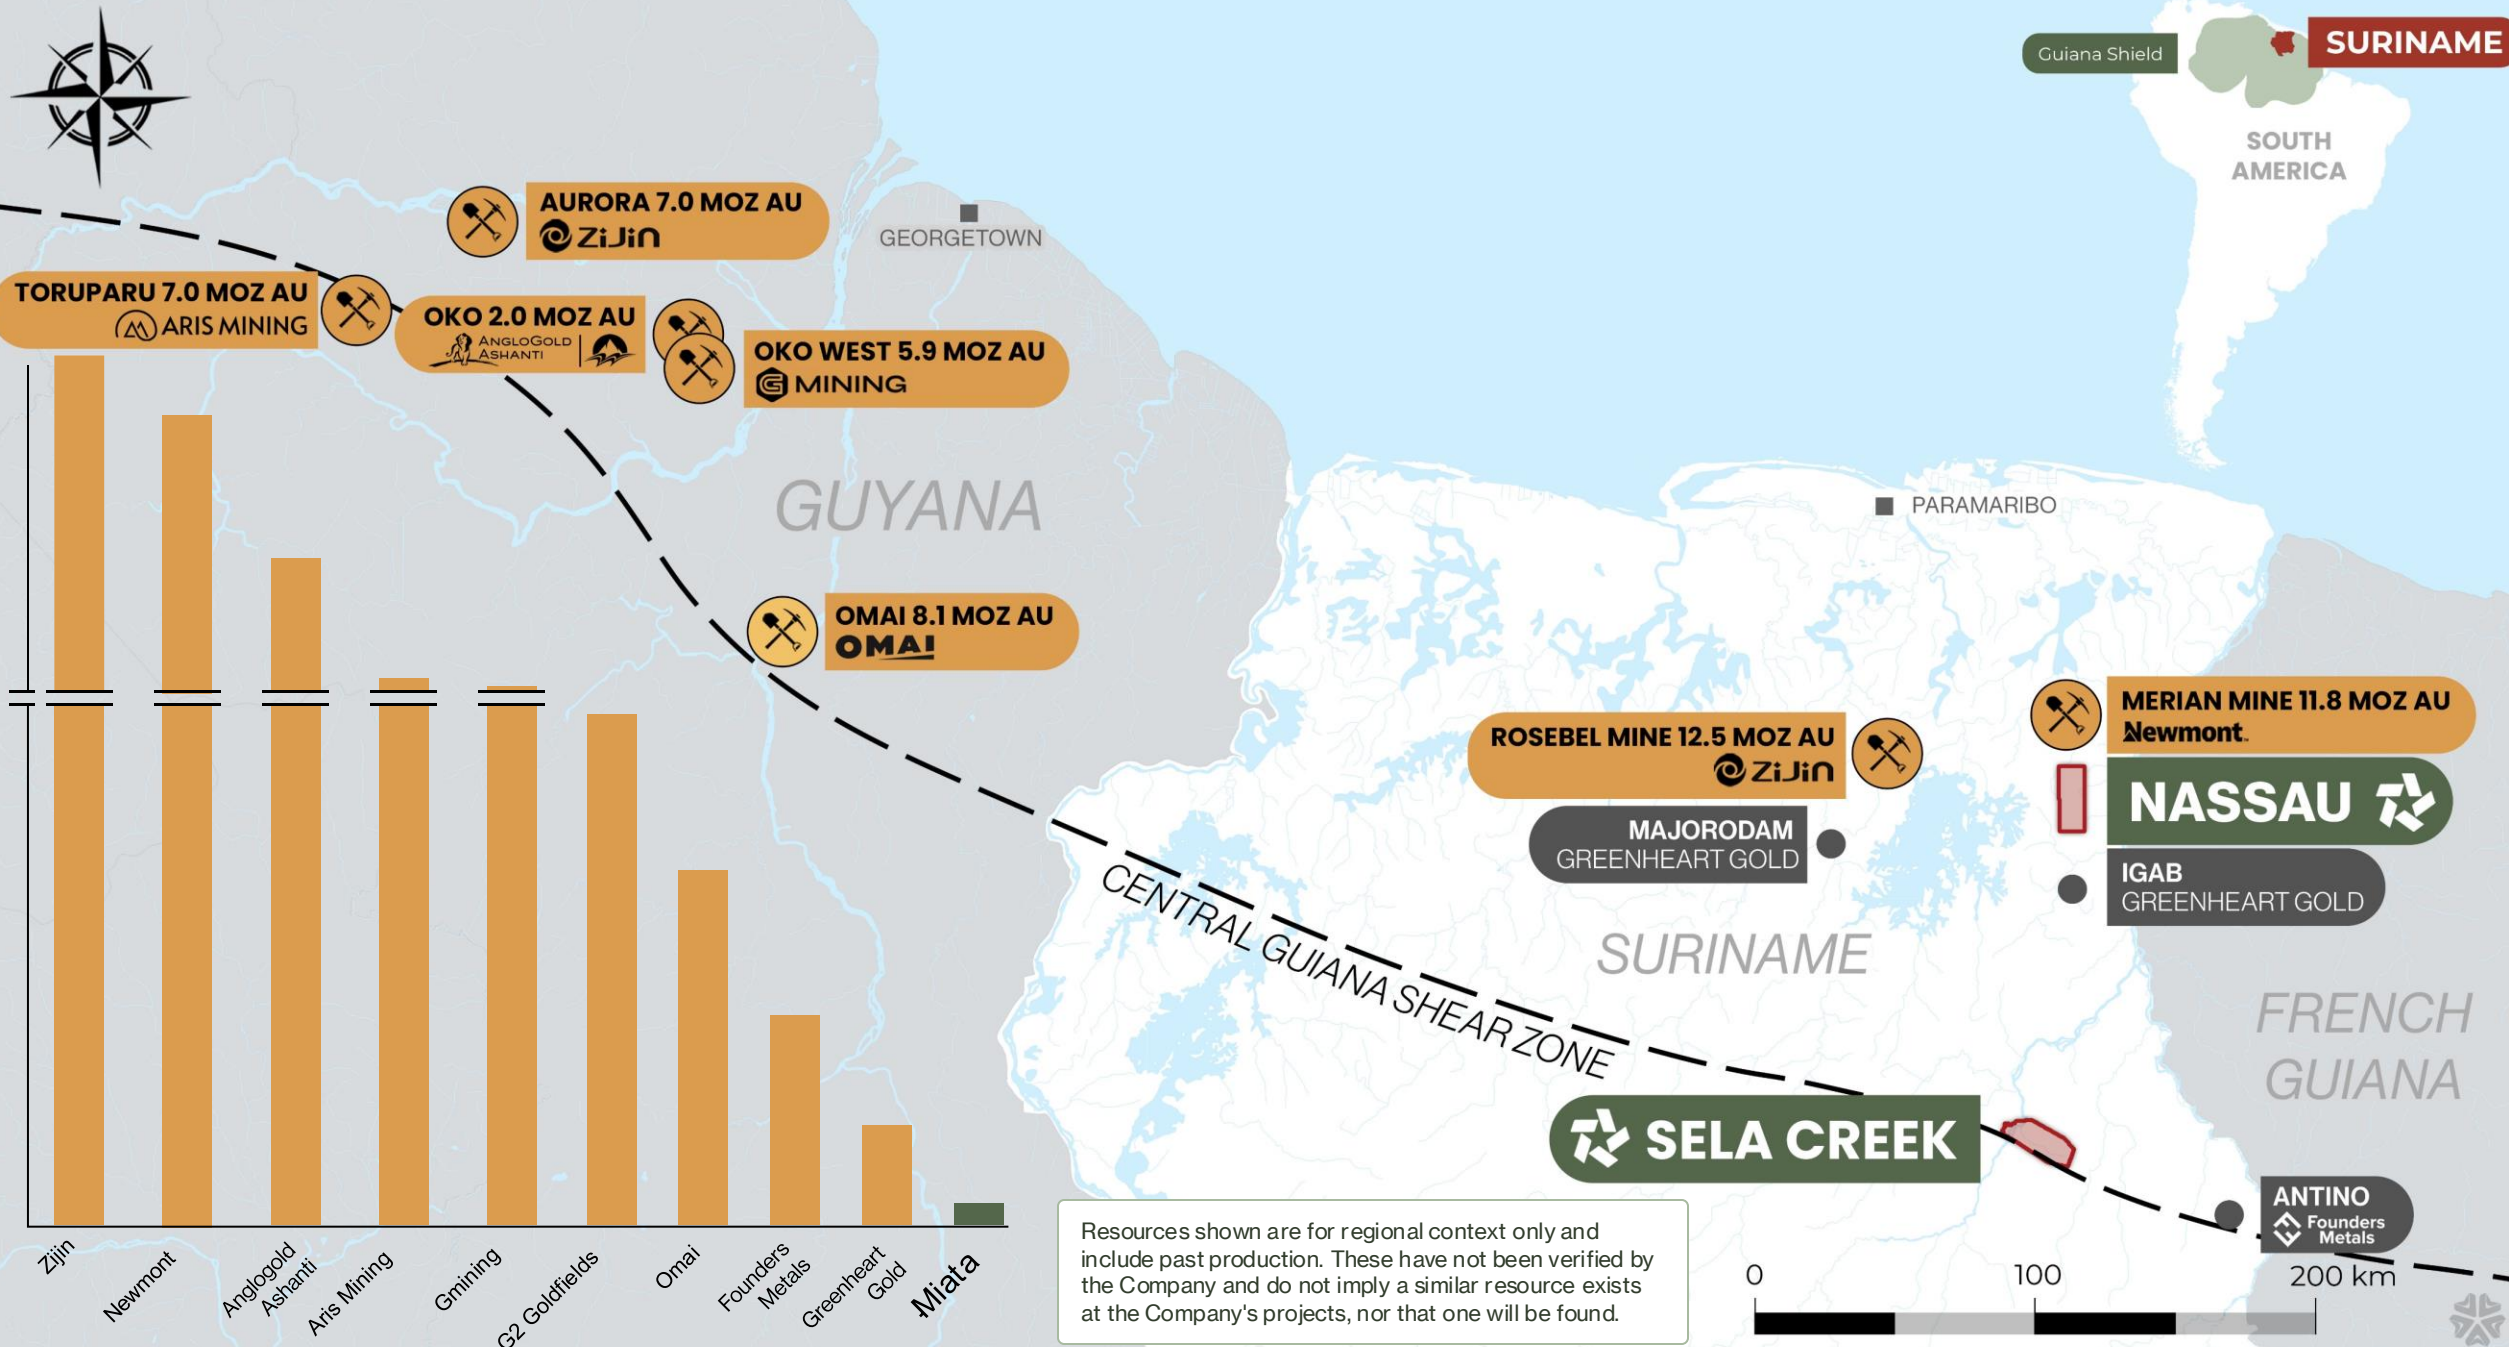 Guiana Shield
SURINAME
SOUTH
AMERICA
AURORA 7.0 MOZ AU
ZiJin
GEORGETOWN
TORUPARU 7.0 MOZ AU
ARIS MINING
OKO 2.0 MOZ AU
ANGLOGOLD
ASHANTI
OKO WEST 5.9 MOZ AU
G MINING
GUYANA
PARAMARIBO
OMAI 8.1 MOZ AU
OMAI
MERIAN MINE 11.8 MOZ AU
Newmont™
ROSEBEL MINE 12.5 MOZ AU
ZiJin
NASSAU
MAJORODAM
GREENHEART GOLD
IGAB
GREENHEART GOLD
CENTRAL GUIANA SHEAR ZONE
SURINAME
FRENCH
GUIANA
SELA CREEK
ANTINO
Founders
Metals
Zijin
Newmont
Anglogold
Ashanti
Aris Mining
Gmining
G2 Goldfields
Omai
Founders
Metals
Greenheart
Gold
Miata
Resources shown are for regional context only and
include past production. These have not been verified by
the Company and do not imply a similar resource exists
at the Company's projects, nor that one will be found.
0
100
200 km